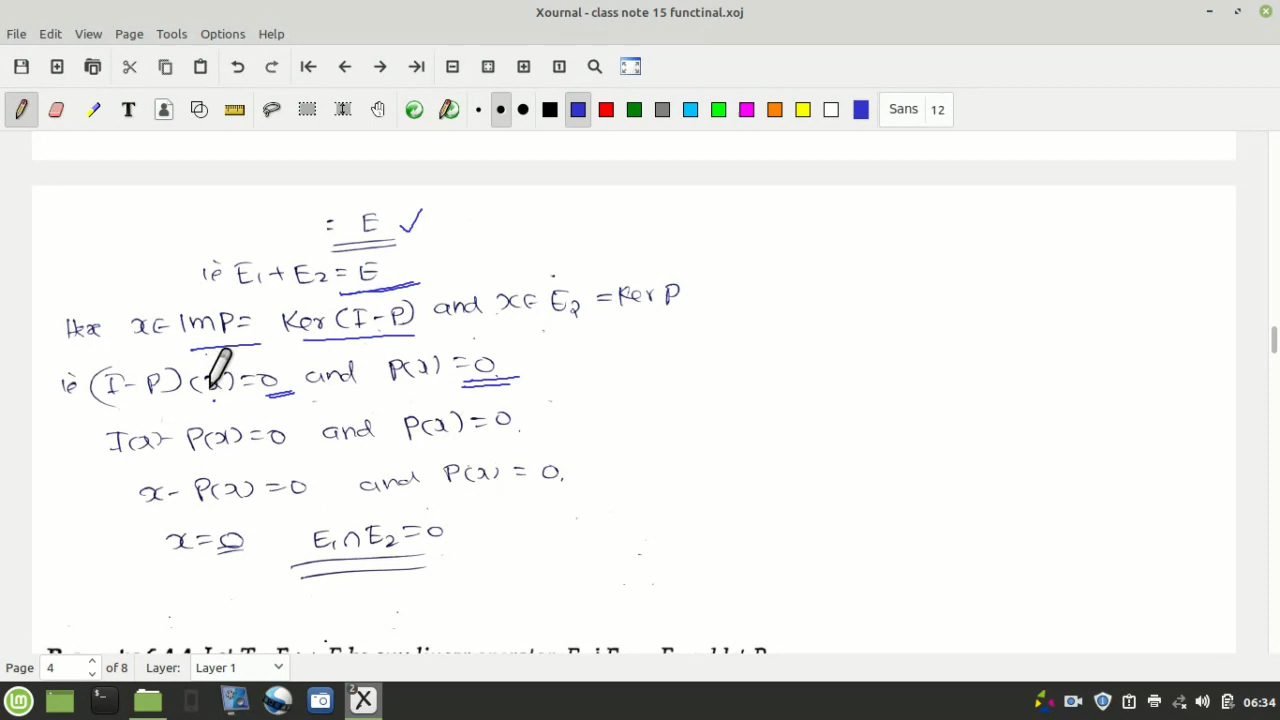 Xournal - class note 15 functinal.xoj
File Edit View Page Tools Options Help
Sans 12
= E ✓
ie E₁ + E₂ = E
x ∈ ImP = Ker (I - P) and x ∈ E₂ = Ker P
ie (I - P) (x) = 0 and P(x) = 0
I(x) - P(x) = 0 and P(x) = 0.
x - P(x) = 0 and P(x) = 0.
x = 0 E₁ ∩ E₂ = 0
Page 4 of 8 Layer: Layer 1
06:34